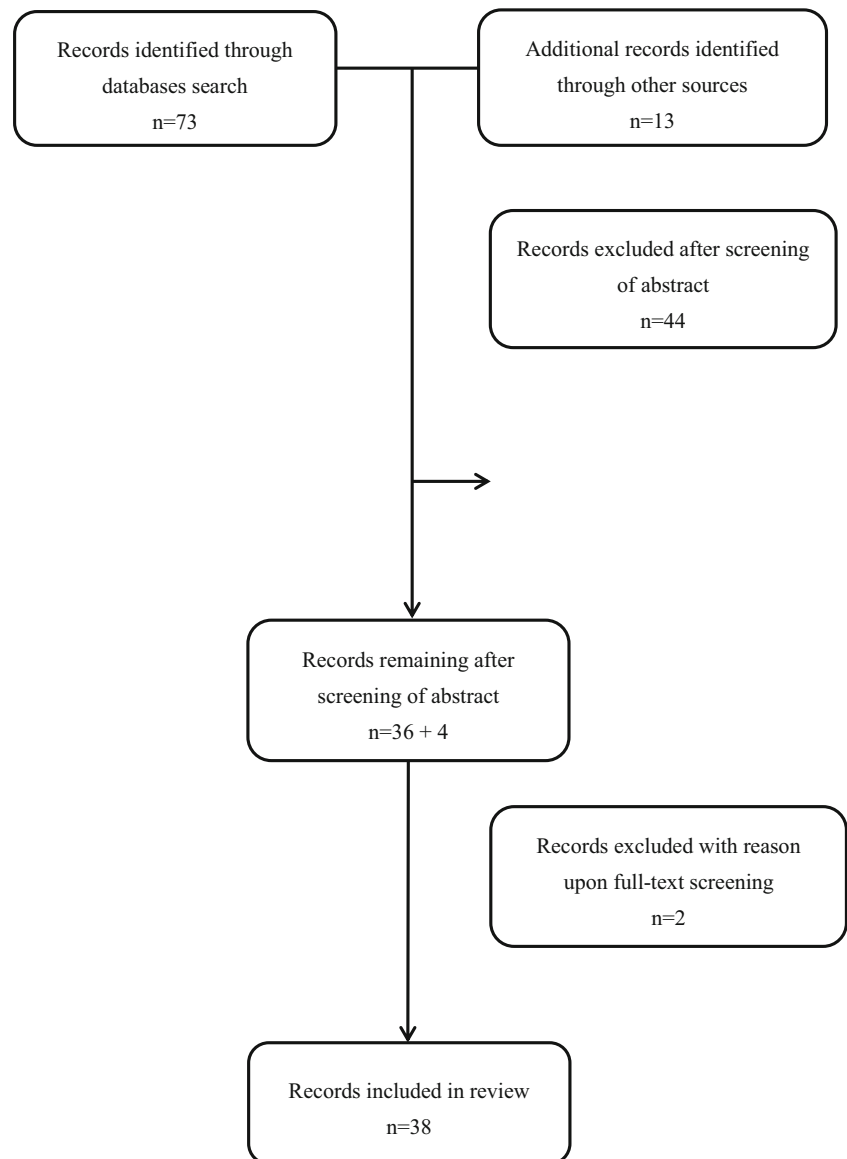 Records identified through
databases search
n=73
Additional records identified
through other sources
n=13
Records excluded after screening
of abstract
n=44
Records remaining after
screening of abstract
n=36 + 4
Records excluded with reason
upon full-text screening
n=2
Records included in review
n=38